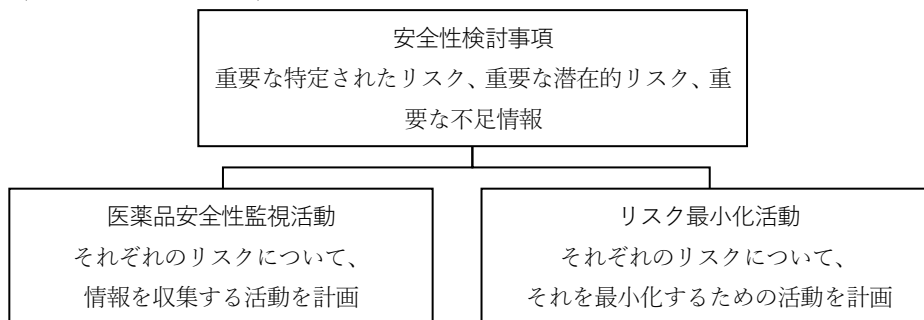 安全性検討事項
重要な特定されたリスク、重要な潜在的リスク、重
要な不足情報
医薬品安全性監視活動
それぞれのリスクについて、
情報を収集する活動を計画
リスク最小化活動
それぞれのリスクについて、
それを最小化するための活動を計画